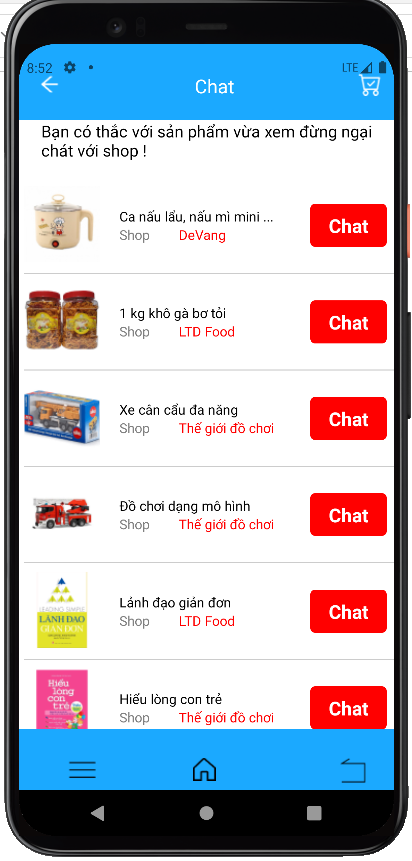 8:52
LTE
Chat
Bạn có thắc với sản phẩm vừa xem đừng ngại
chát với shop !
Ca nấu lẩu, nấu mì mini ...
Shop DeVang
Chat
1 kg khô gà bơ tỏi
Shop LTD Food
Chat
Xe cân cẩu đa năng
Shop Thế giới đồ chơi
Chat
Đồ chơi dạng mô hình
Shop Thế giới đồ chơi
Chat
LEADING SIMPLE
LÃNH ĐẠO
GIẢN ĐƠN
Lánh đạo gián đơn
Shop LTD Food
Chat
Hiểu
lòng
con
trẻ
Hiểu lòng con trẻ
Shop Thế giới đồ chơi
Chat